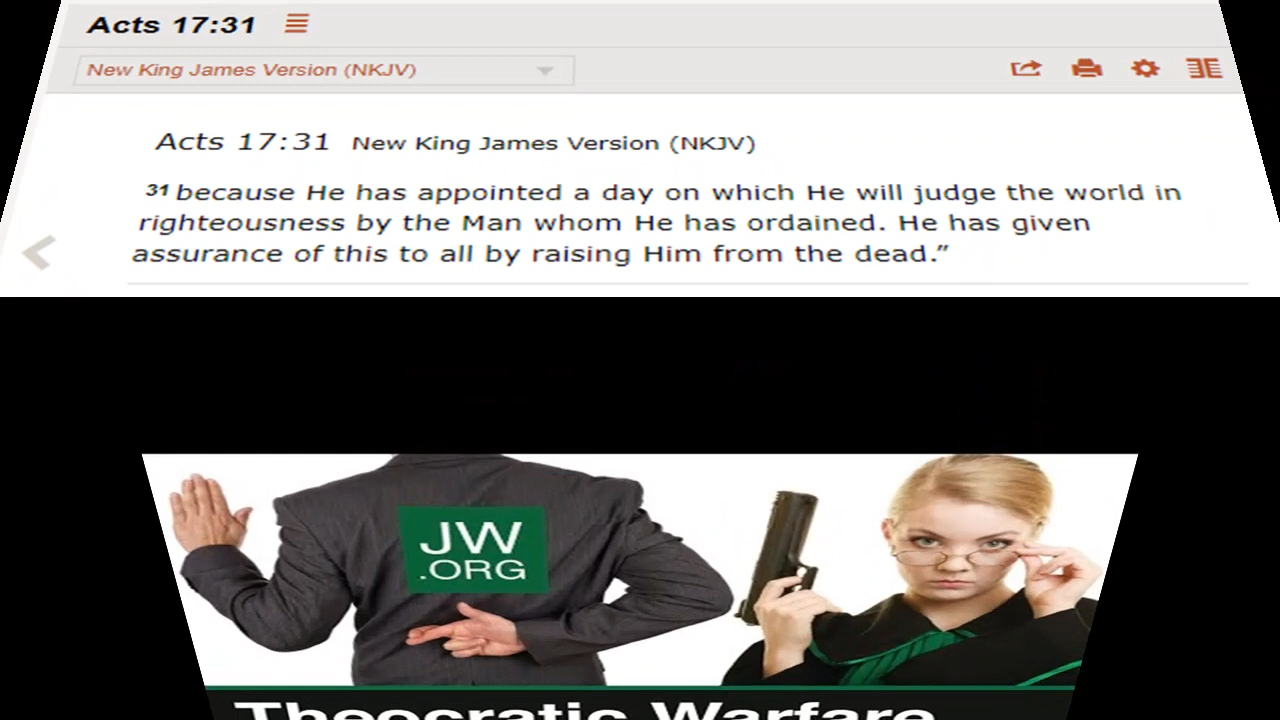 Acts 17:31
New King James Version (NKJV)
Acts 17:31 New King James Version (NKJV)
31 because He has appointed a day on which He will judge the world in
righteousness by the Man whom He has ordained. He has given
assurance of this to all by raising Him from the dead.”
JW
.ORG
Theocratic Warfare